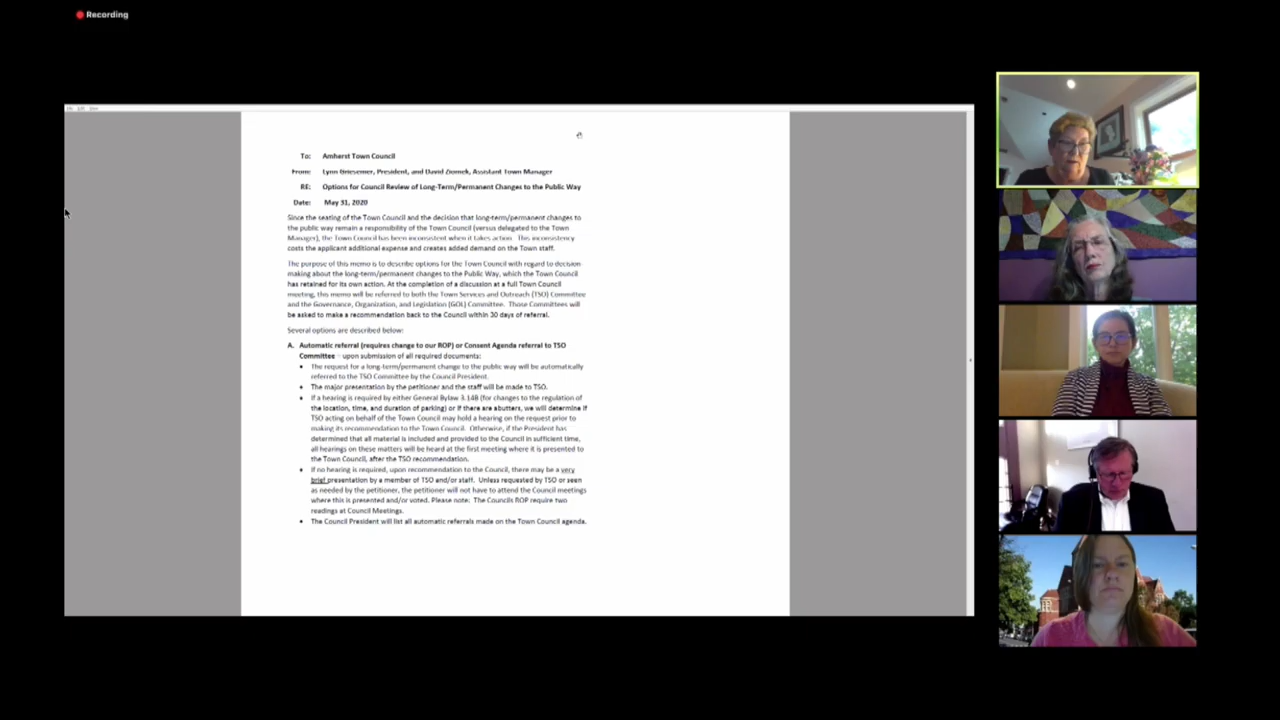 Recording
To: Amherst Town Council
From: Lynn Griesemer, President, and David Ziomek, Assistant Town Manager
RE: Options for Council Review of Long-Term/Permanent Changes to the Public Way
Date: May 31, 2020
Since the seating of the Town Council and the decision that long-term/permanent changes to
the public way remain a responsibility of the Town Council (versus delegated to the Town
Manager), the Town Council has been inconsistent when it takes action. This inconsistency
costs the applicant additional expense and creates added demand on the Town staff.
The purpose of this memo is to describe options for the Town Council with regard to decision-
making about the long-term/permanent changes to the Public Way, which the Town Council
has retained for its own action. At the completion of a discussion at a full Town Council
meeting, this memo will be referred to both the Town Services and Outreach (TSO) Committee
and the Governance, Organization, and Legislation (GOL) Committee. Those Committees will
be asked to make a recommendation back to the Council within 30 days of referral.
Several options are described below:
A. Automatic referral (requires change to our ROP) or Consent Agenda referral to TSO
Committee - upon submission of all required documents:
• The request for a long-term/permanent change to the public way will be automatically
referred to the TSO Committee by the Council President.
• The major presentation by the petitioner and the staff will be made to TSO.
• If a hearing is required by either General Bylaw 3.14B (for changes to the regulation of
the location, time, and duration of parking) or if there are abutters, we will determine if
TSO acting on behalf of the Town Council may hold a hearing on the request prior to
making its recommendation to the Town Council. Otherwise, if the President has
determined that all material is included and provided to the Council in sufficient time,
all hearings on these matters will be heard at the first meeting where it is presented to
the Town Council, after the TSO recommendation.
• If no hearing is required, upon recommendation to the Council, there may be a very
brief presentation by a member of TSO and/or staff. Unless requested by TSO or seen
as needed by the petitioner, the petitioner will not have to attend the Council meetings
where this is presented and/or voted. Please note: The Councils ROP require two
readings at Council Meetings.
• The Council President will list all automatic referrals made on the Town Council agenda.